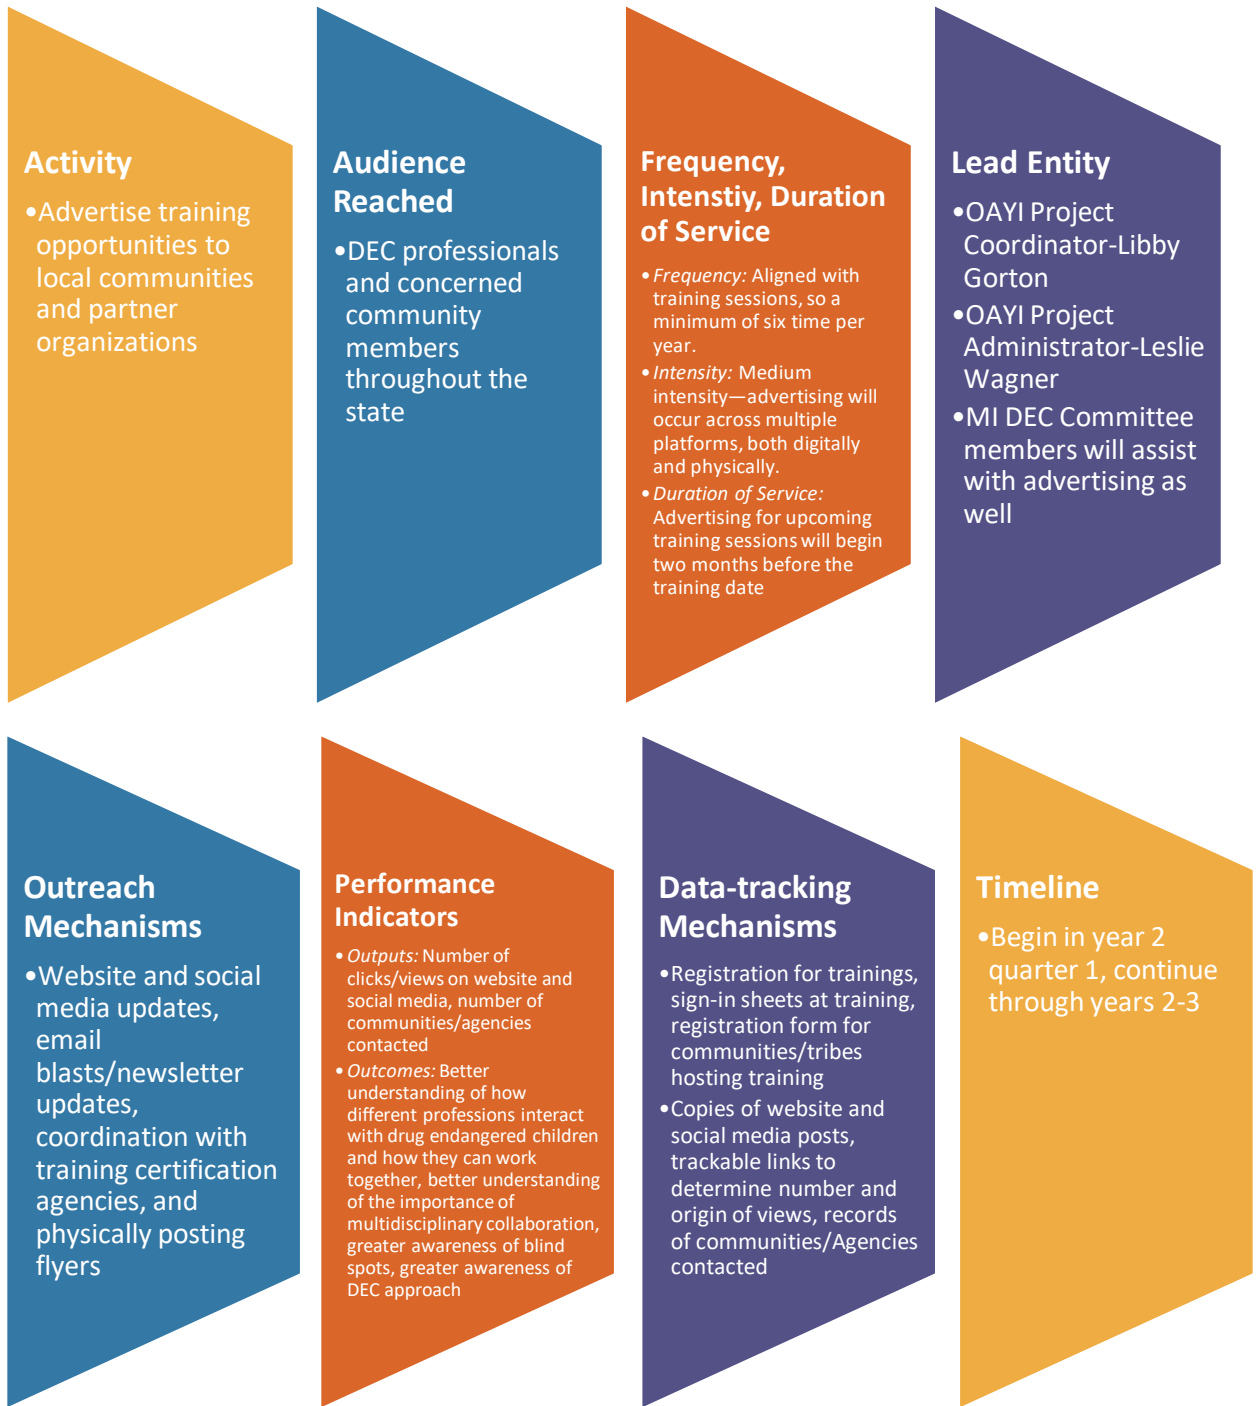 Activity
•Advertise training
opportunities to
local communities
and partner
organizations
Audience
Reached
•DEC professionals
and concerned
community
members
throughout the
state
Frequency,
Intenstiy, Duration
of Service
•Frequency: Aligned with
training sessions, so a
minimum of six time per
year.
•Intensity: Medium
intensity—advertising will
occur across multiple
platforms, both digitally
and physically.
•Duration of Service:
Advertising for upcoming
training sessions will begin
two months before the
training date
Lead Entity
•OAYI Project
Coordinator-Libby
Gorton
•OAYI Project
Administrator-Leslie
Wagner
•MI DEC Committee
members will assist
with advertising as
well
Outreach
Mechanisms
•Website and social
media updates,
email
blasts/newsletter
updates,
coordination with
training certification
agencies, and
physically posting
flyers
Performance
Indicators
•Outputs: Number of
clicks/views on website and
social media, number of
communities/agencies
contacted
•Outcomes: Better
understanding of how
different professions interact
with drug endangered children
and how they can work
together, better understanding
of the importance of
multidisciplinary collaboration,
greater awareness of blind
spots, greater awareness of
DEC approach
Data-tracking
Mechanisms
•Registration for trainings,
sign-in sheets at training,
registration form for
communities/tribes
hosting training
•Copies of website and
social media posts,
trackable links to
determine number and
origin of views, records
of communities/Agencies
contacted
Timeline
•Begin in year 2
quarter 1, continue
through years 2-3